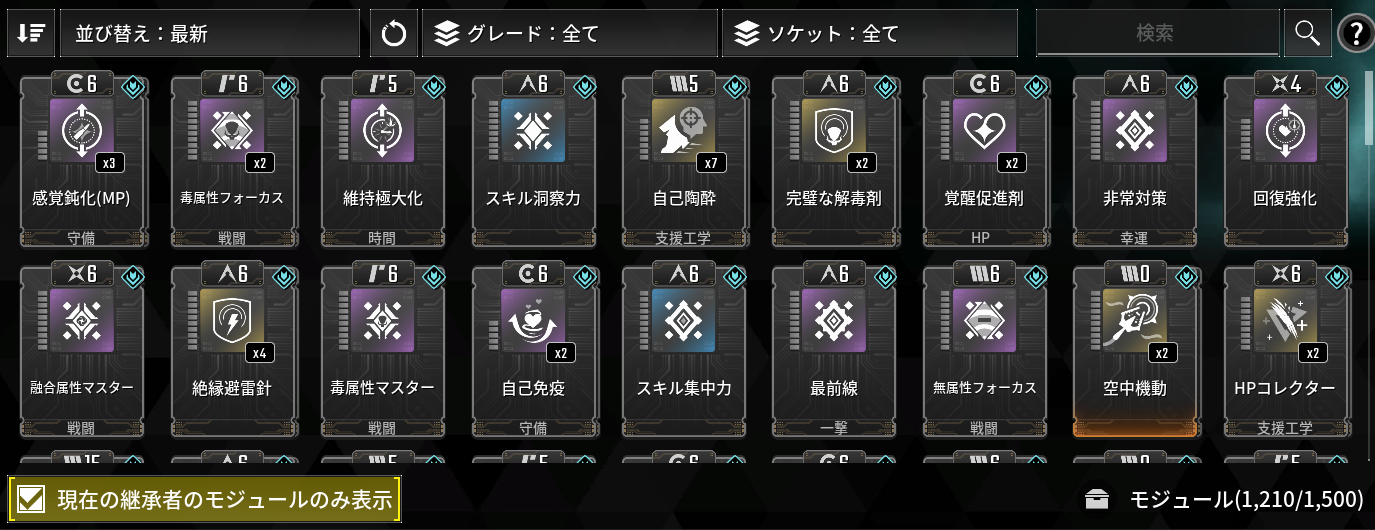 並び替え：最新
グレード：全て
ソケット：全て
検索
?
6
6
5
6
5
6
6
6
4
x3
x2
x7
x2
x2
感覚鈍化(MP)
毒属性フォーカス
維持極大化
スキル洞察力
自己陶酔
完璧な解毒剤
覚醒促進剤
非常対策
回復強化
守備
戦闘
時間
支援工学
HP
幸運
6
6
6
6
6
6
6
0
6
x4
x2
x2
x2
融合属性マスター
絶縁避雷針
毒属性マスター
自己免疫
スキル集中力
最前線
無属性フォーカス
空中機動
HPコレクター
戦闘
戦闘
守備
一撃
戦闘
支援工学
現在の継承者のモジュールのみ表示
モジュール(1,210/1,500)